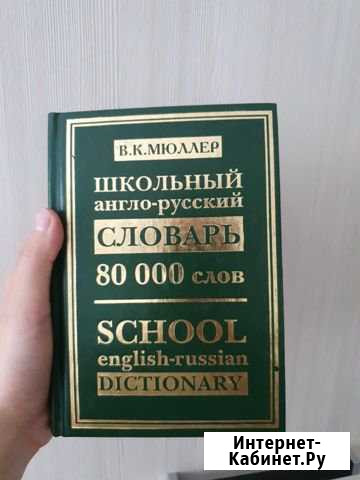 В.К.МЮЛЛЕР
ШКОЛЬНЫЙ
англо-русский
СЛОВАРЬ
80 000 слов
SCHOOL
english-russian
DICTIONARY
Интернет-
Кабинет.Ру